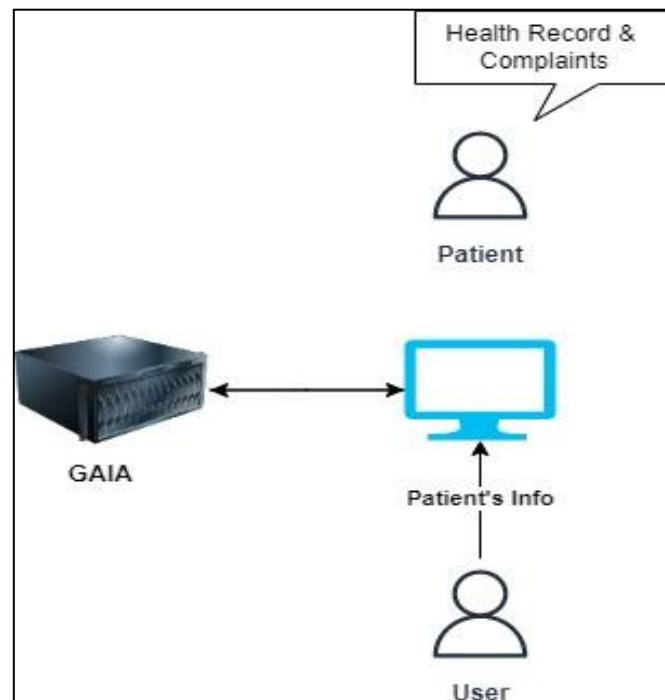 Health Record &
Complaints
Patient
GAIA
Patient's Info
User